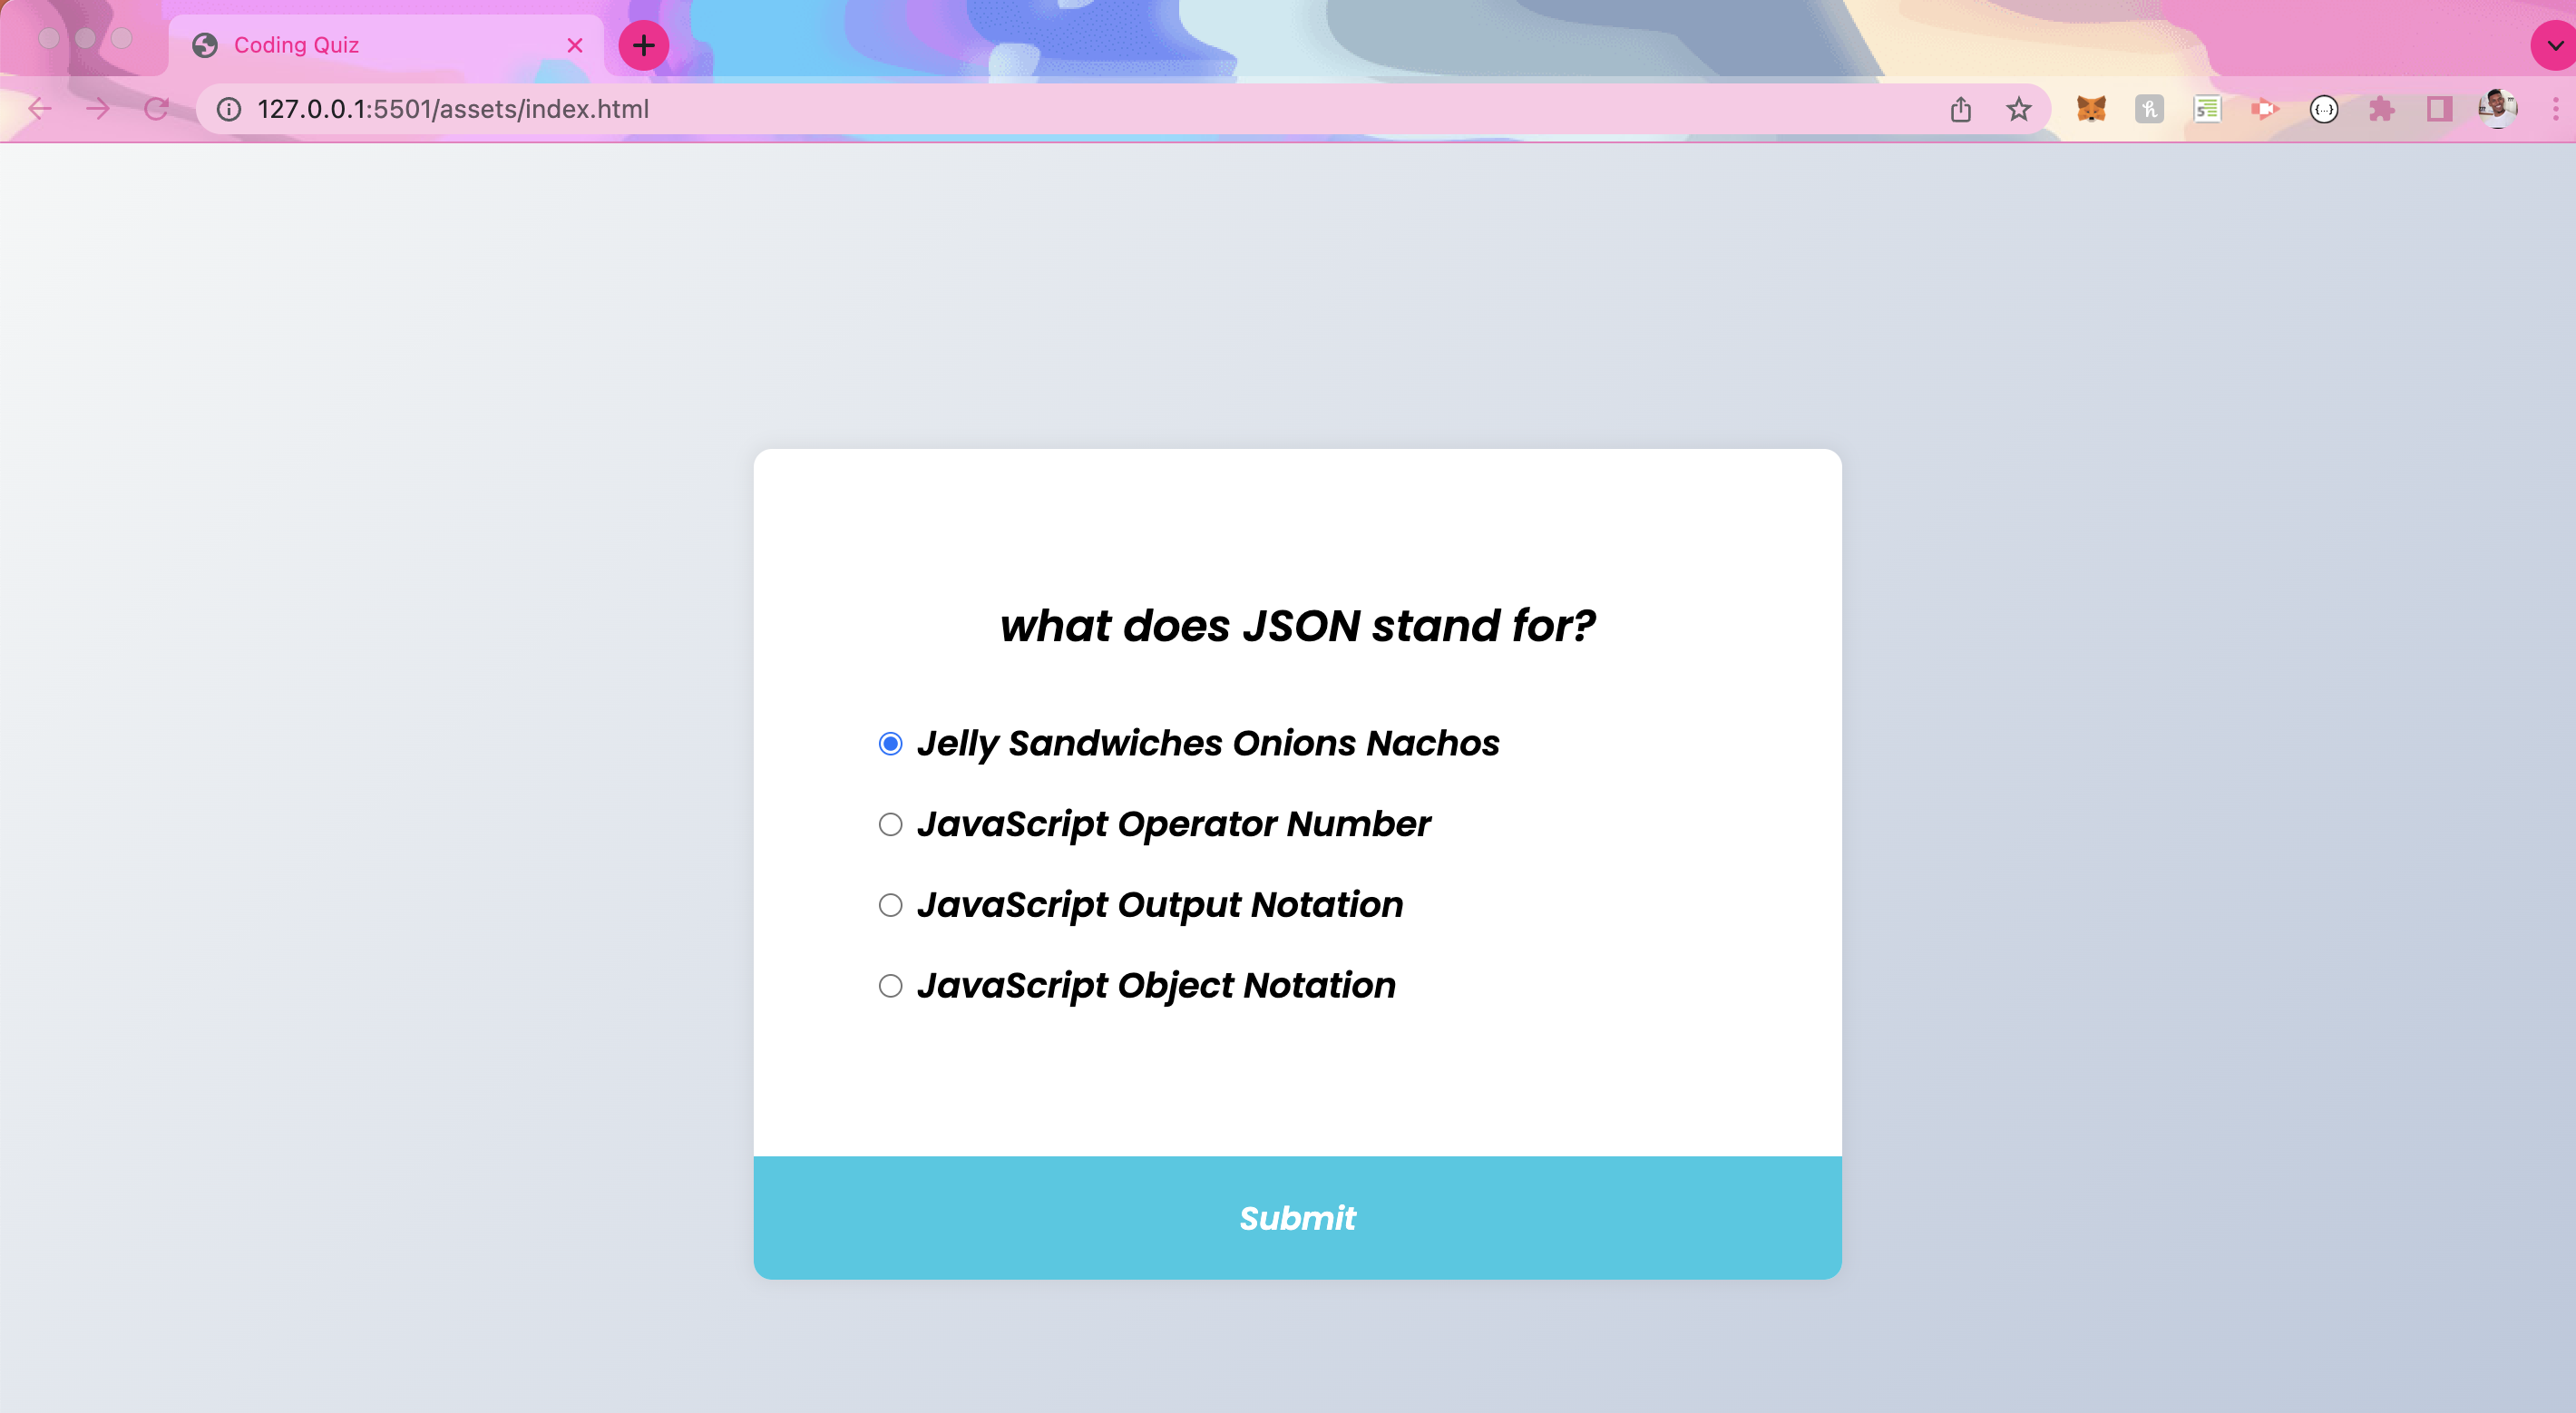 Coding Quiz
127.0.0.1:5501/assets/index.html
what does JSON stand for?
Jelly Sandwiches Onions Nachos
JavaScript Operator Number
JavaScript Output Notation
JavaScript Object Notation
Submit